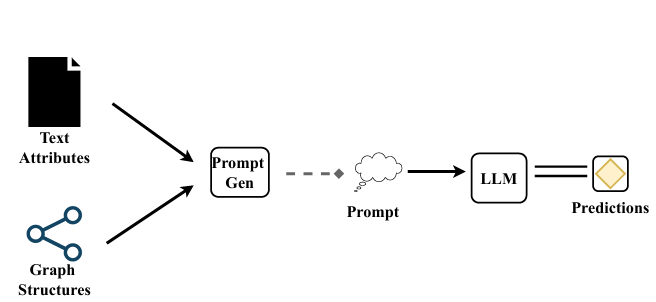 Text
Attributes
Prompt
Gen
Prompt
LLM
Predictions
Graph
Structures